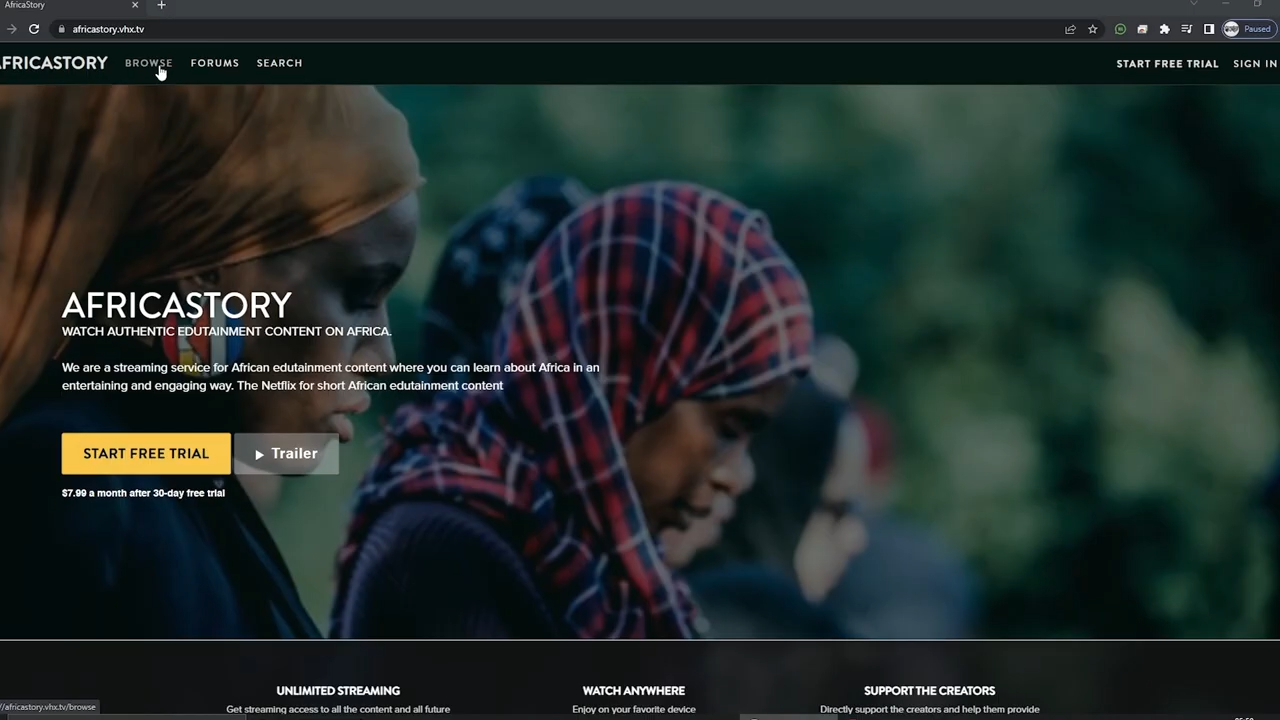 AfricaStory
africastory.vhx.tv
Paused
AFRICASTORY
BROWSE
FORUMS
SEARCH
START FREE TRIAL
SIGN IN
AFRICASTORY
WATCH AUTHENTIC EDUTAINMENT CONTENT ON AFRICA.
We are a streaming service for African edutainment content where you can learn about Africa in an
entertaining and engaging way. The Netflix for short African edutainment content
START FREE TRIAL
Trailer
$7.99 a month after 30-day free trial
UNLIMITED STREAMING
Get streaming access to all the content and all future
WATCH ANYWHERE
Enjoy on your favorite device
SUPPORT THE CREATORS
Directly support the creators and help them provide
//africastory.vhx.tv/browse